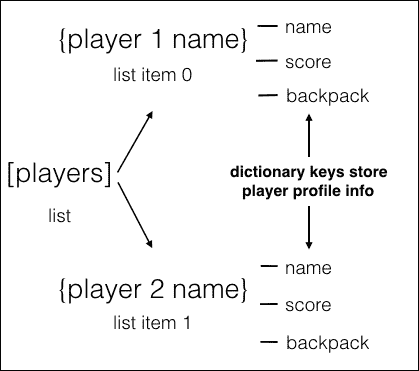 {player 1 name}
list item 0
name
score
backpack
[players]
list
dictionary keys store
player profile info
{player 2 name}
list item 1
name
score
backpack